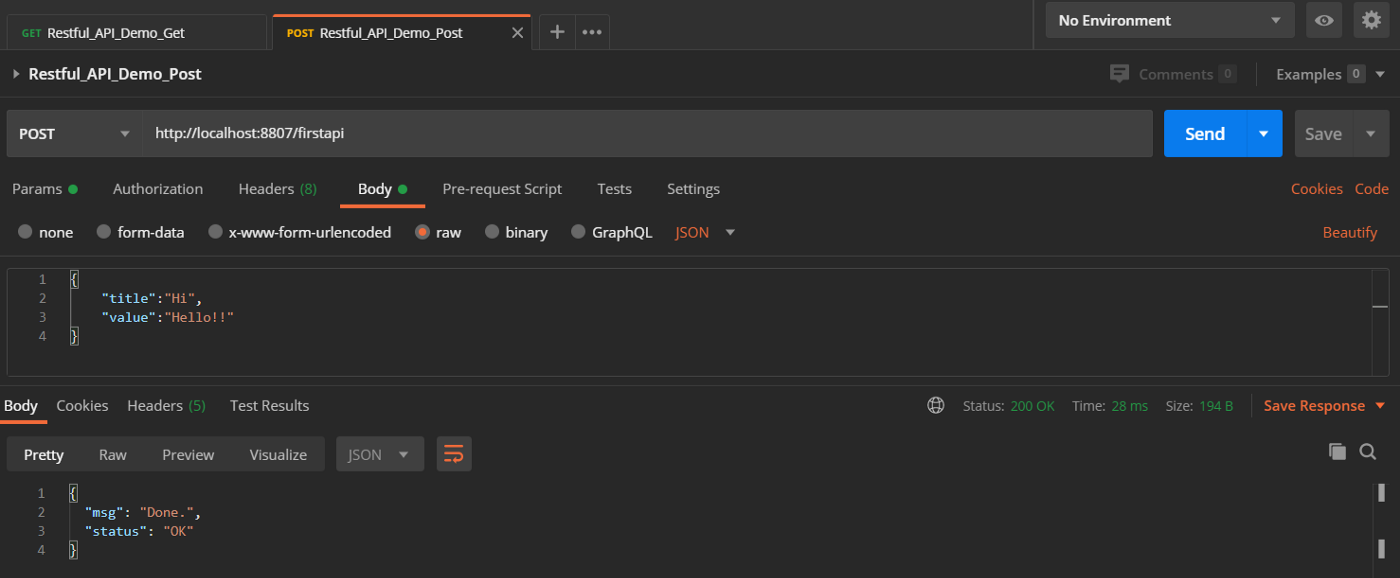 GET Restful_API_Demo_Get POST Restful_API_Demo_Post No Environment
Restful_API_Demo_Post Comments 0 Examples 0
POST http://localhost:8807/firstapi Send Save
Params Authorization Headers (8) Body Pre-request Script Tests Settings Cookies Code
none form-data x-www-form-urlencoded raw binary GraphQL JSON Beautify
1 {
2 "title":"Hi",
3 "value":"Hello!!"
4 }
Body Cookies Headers (5) Test Results Status: 200 OK Time: 28 ms Size: 194 B Save Response
Pretty Raw Preview Visualize JSON
1 {
2 "msg": "Done.",
3 "status": "OK"
4 }